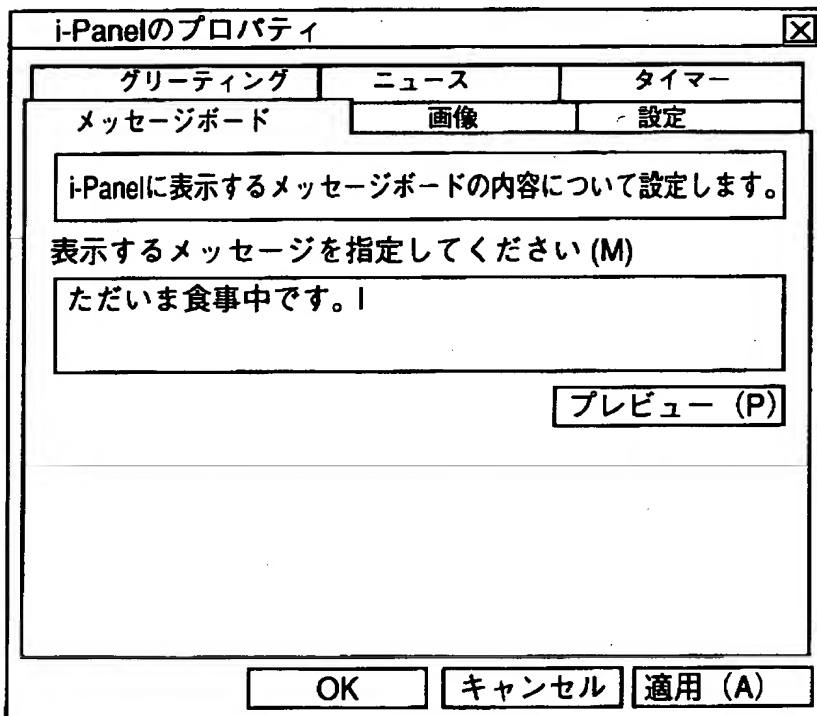 i-Panelのプロパティ
グリーティング ニュース タイマー
メッセージボード 画像 設定
i-Panelに表示するメッセージボードの内容について設定します。
表示するメッセージを指定してください (M)
ただいま食事中です。|
プレビュー (P)
OK キャンセル 適用 (A)